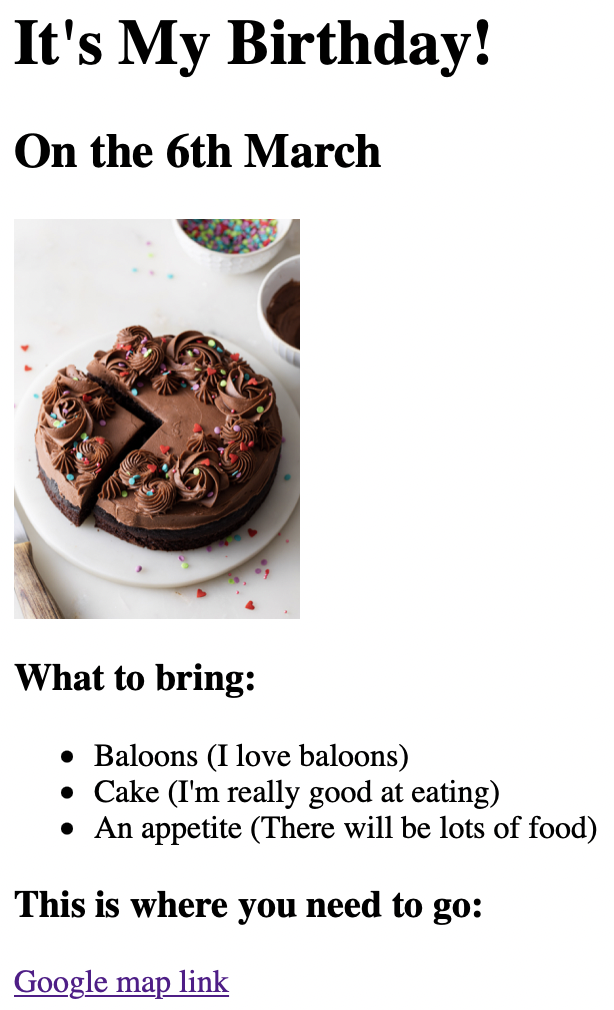 It's My Birthday!
On the 6th March
What to bring:
Baloons (I love baloons)
Cake (I'm really good at eating)
An appetite (There will be lots of food)
This is where you need to go:
Google map link